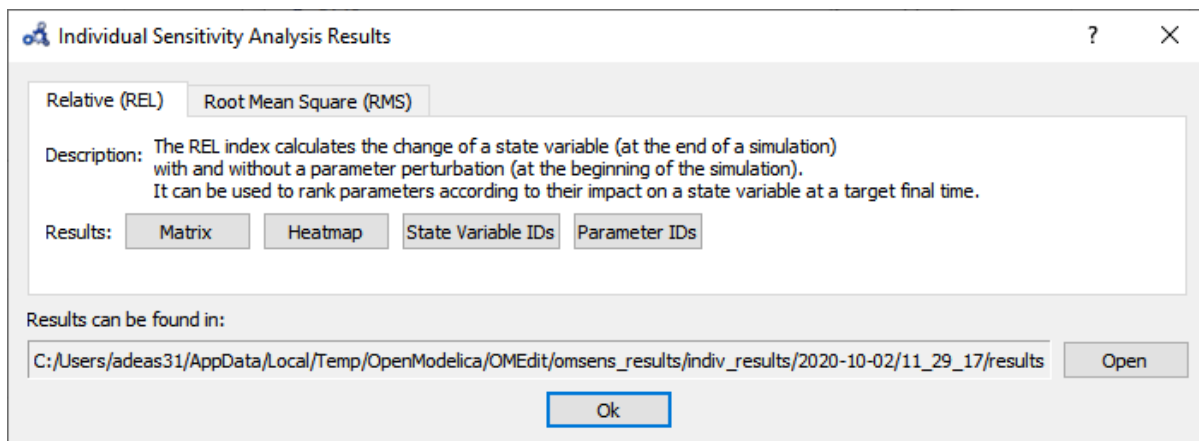 Individual Sensitivity Analysis Results ?
Relative (REL) Root Mean Square (RMS)
Description: The REL index calculates the change of a state variable (at the end of a simulation)
with and without a parameter perturbation (at the beginning of the simulation).
It can be used to rank parameters according to their impact on a state variable at a target final time.
Results: Matrix Heatmap State Variable IDs Parameter IDs
Results can be found in:
C:/Users/adeas31/AppData/Local/Temp/OpenModelica/OMEdit/omsens_results/indiv_results/2020-10-02/11_29_17/results Open
Ok